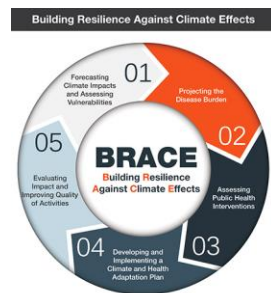 Building Resilience Against Climate Effects
01
Forecasting
Climate Impacts
and Assessing
Vulnerabilities
02
Projecting the
Disease Burden
03
Assessing
Public Health
Interventions
04
Developing and
Implementing a
Climate and Health
Adaptation Plan
05
Evaluating
Impact and
Improving Quality
of Activities
BRACE
Building Resilience
Against Climate Effects